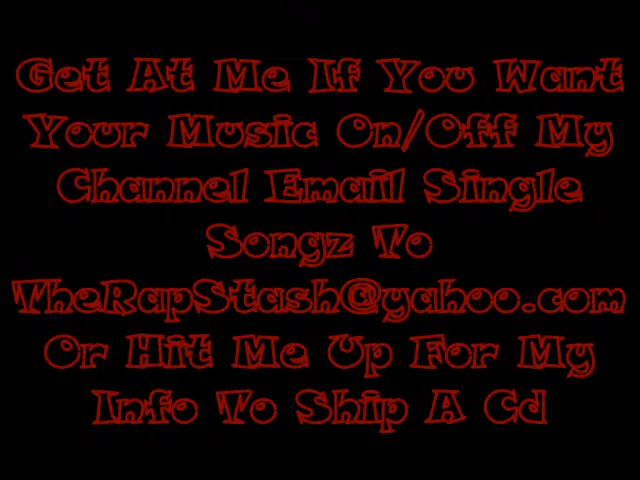 Get At Me If You Want
Your Music On/Off My
Channel Email Single
Songz To
TheRapStash@yahoo.com
Or Hit Me Up For My
Info To Ship A Cd